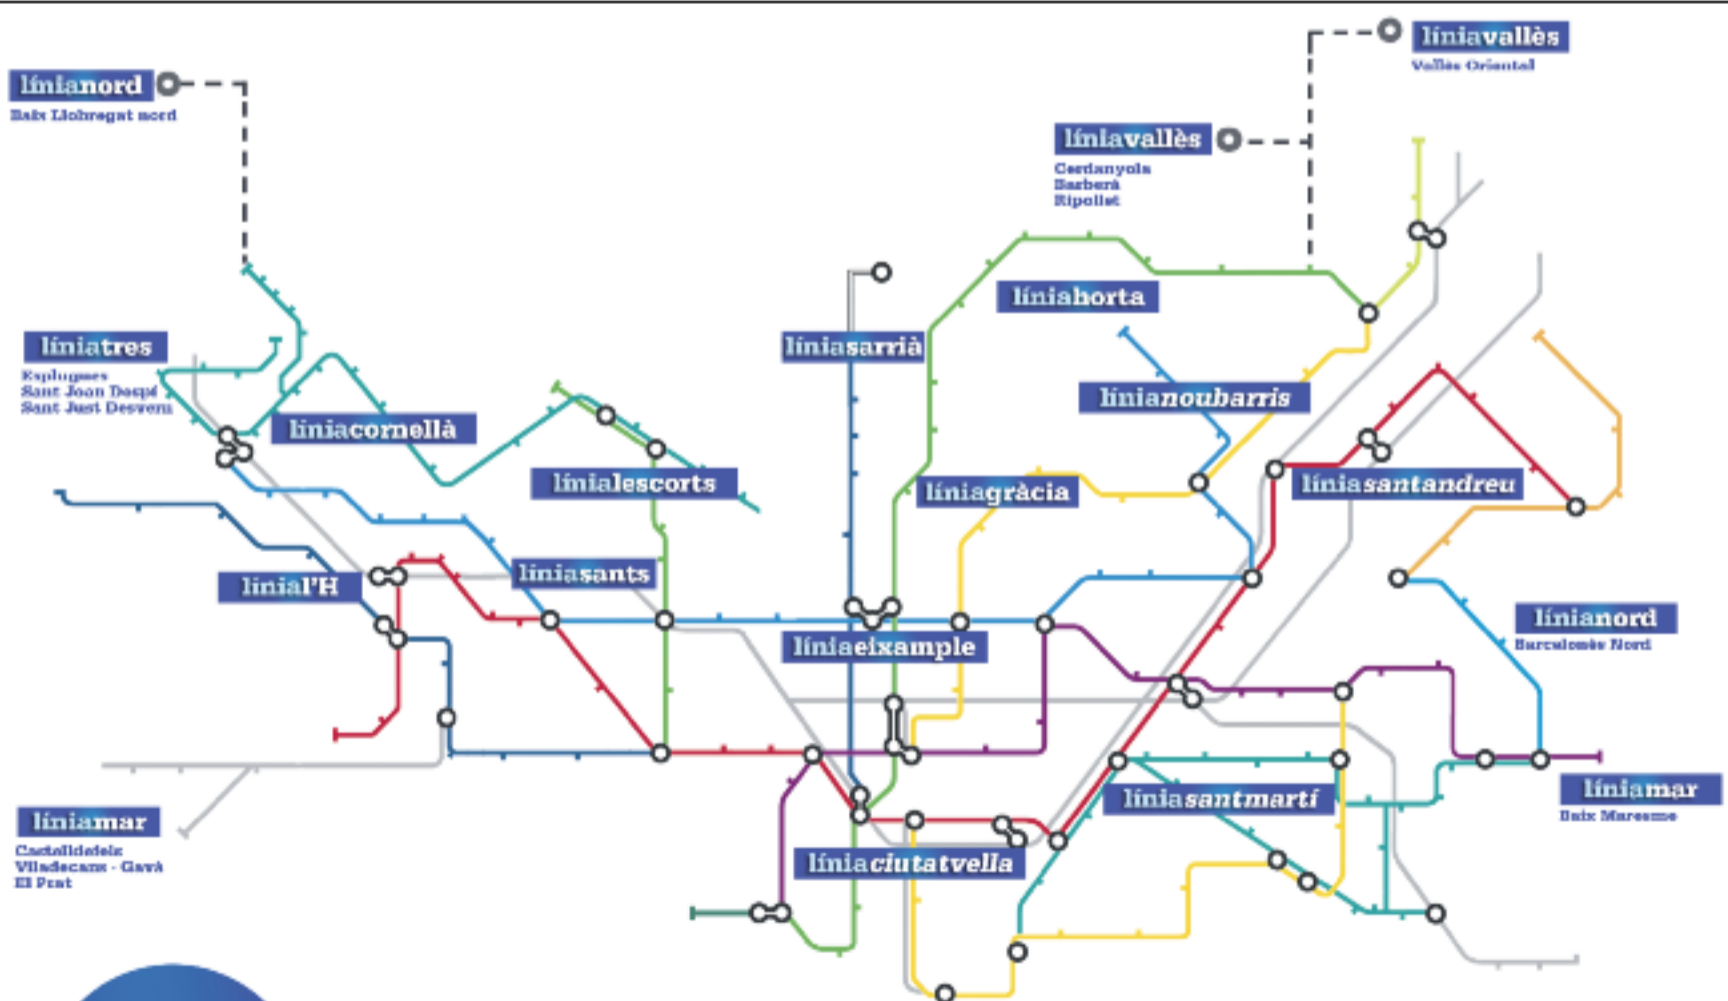 línianord
Baix Llobregat nord
líniavallès
Vallès Oriental
líniavallès
Cerdanyola
Barberà
Ripollet
líniahorta
líniatres
Esplugues
Sant Joan Despí
Sant Just Desvern
líniasarrià
línianoubarris
líniacornellà
línialescorts
líniagràcia
líniasantandreu
línial'H
líniasants
línianord
Barcelonès Nord
líniaeixample
líniamar
Castelldefels
Viladecans - Gavà
El Prat
líniasantmartí
líniamar
Baix Maresme
líniaciutatvella